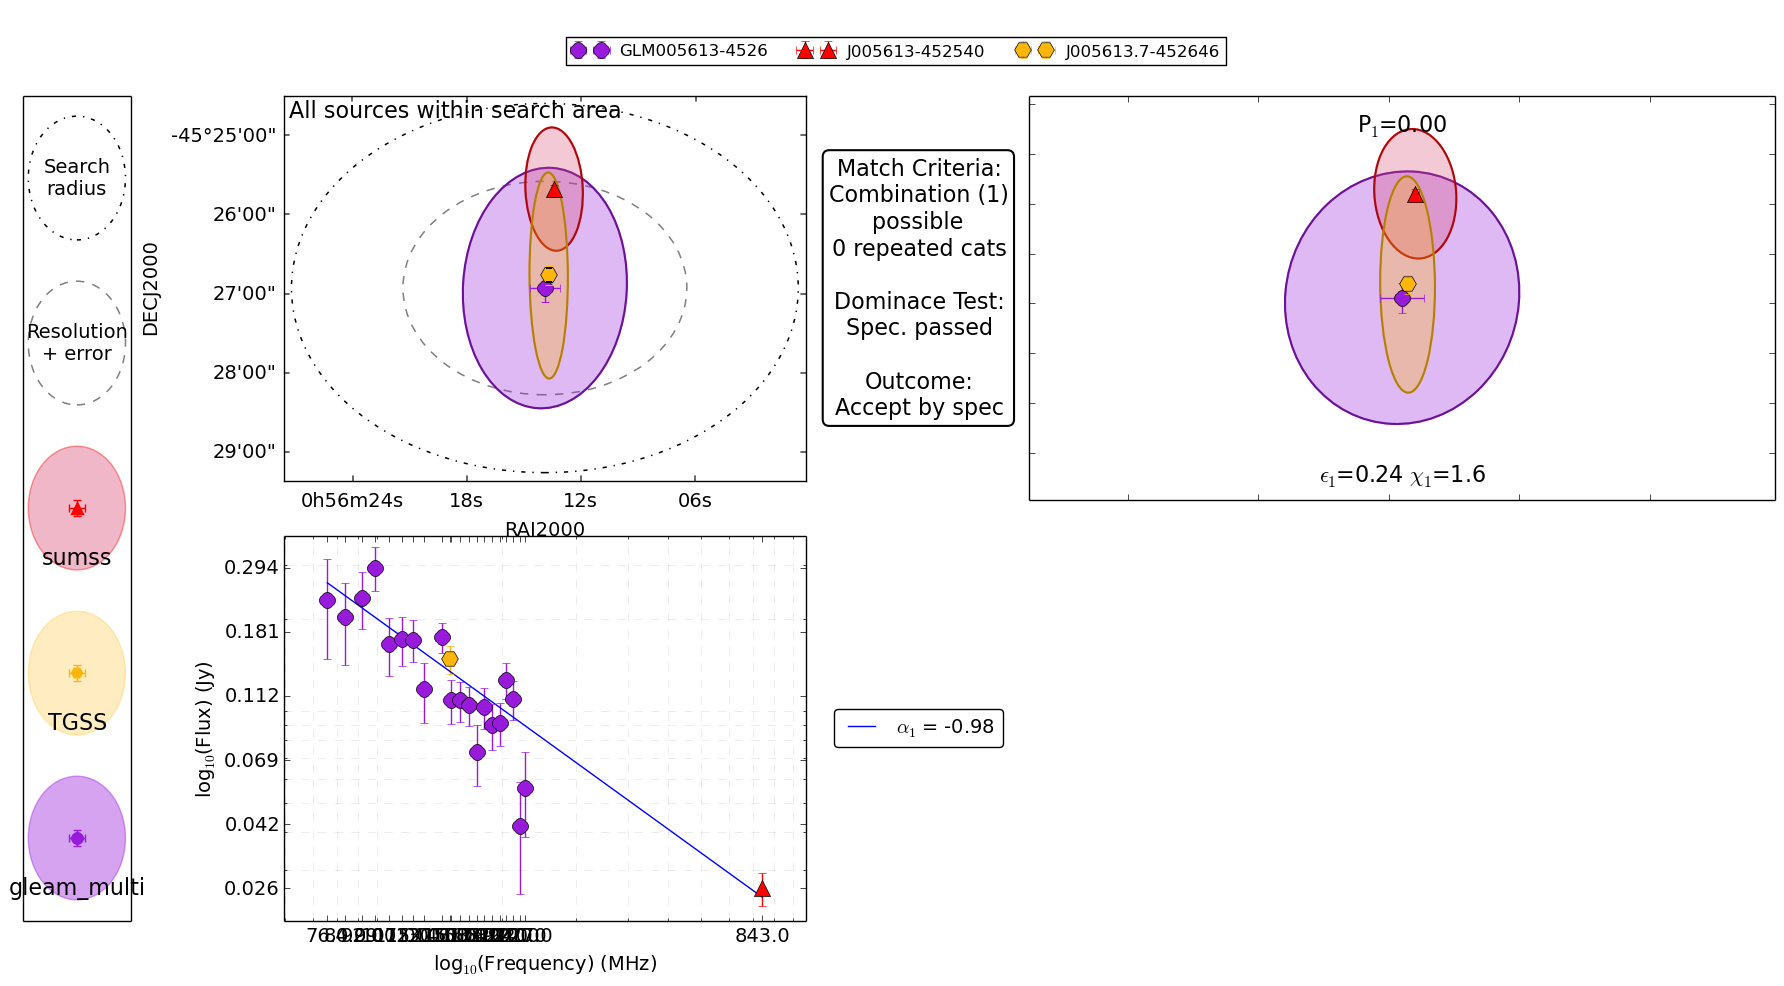 GLM005613-4526
J005613-452540
J005613.7-452646
Search
radius
Resolution
+ error
sumss
TGSS
gleam_multi
All sources within search area
-45°25'00"
26'00"
27'00"
28'00"
29'00"
DECJ2000
0h56m24s
18s
12s
06s
RAJ2000
Match Criteria:
Combination (1)
possible
0 repeated cats
Dominace Test:
Spec. passed
Outcome:
Accept by spec
P₁=0.00
ϵ₁=0.24 χ₁=1.6
0.294
0.181
0.112
0.069
0.042
0.026
log₁₀(Flux) (Jy)
843.0
log₁₀(Frequency) (MHz)
α₁ = -0.98